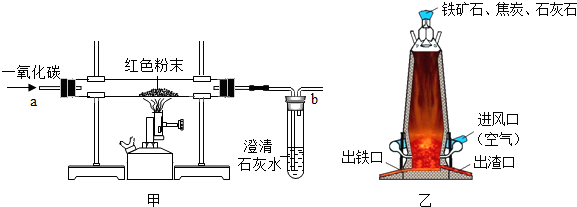 一氧化碳
a
红色粉末
b
澄清
石灰水
甲
铁矿石、焦炭、石灰石
进风口
(空气)
出铁口
出渣口
乙